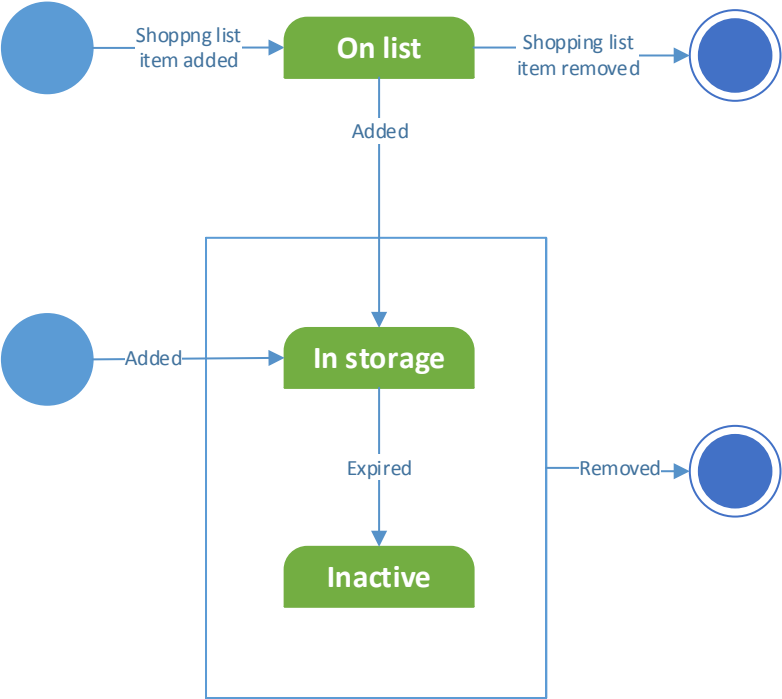 Shoppng list
item added
On list
Shopping list
item removed
Added
Added
In storage
Expired
Removed
Inactive